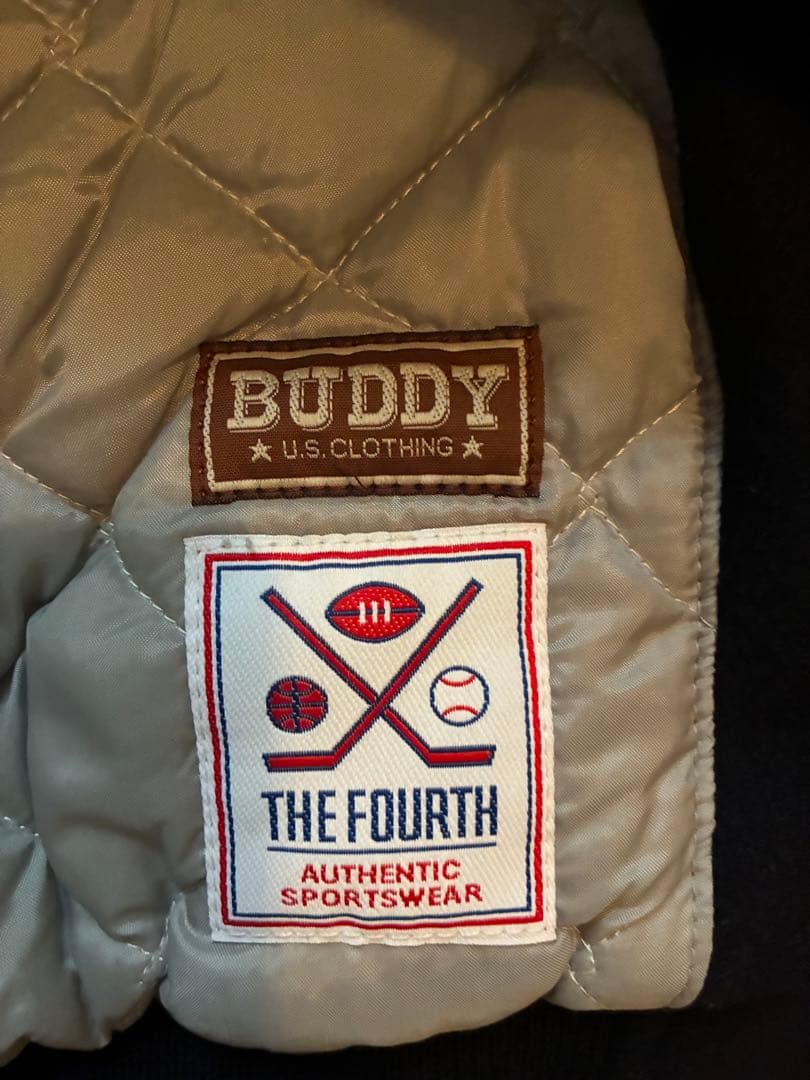 BUDDY
★ U.S. CLOTHING ★
THE FOURTH
AUTHENTIC
SPORTSWEAR